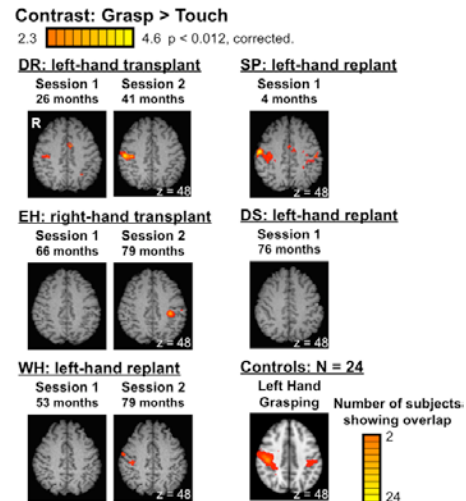 Contrast: Grasp > Touch
2.3 4.6 p < 0.012, corrected.
DR: left-hand transplant
Session 1 Session 2
26 months 41 months
R
z = 48
SP: left-hand replant
Session 1
4 months
z = 48
EH: right-hand transplant
Session 1 Session 2
66 months 79 months
z = 48
DS: left-hand replant
Session 1
76 months
z = 48
WH: left-hand replant
Session 1 Session 2
53 months 79 months
z = 48
Controls: N = 24
Left Hand
Grasping
z = 48
Number of subjects
showing overlap
2
24